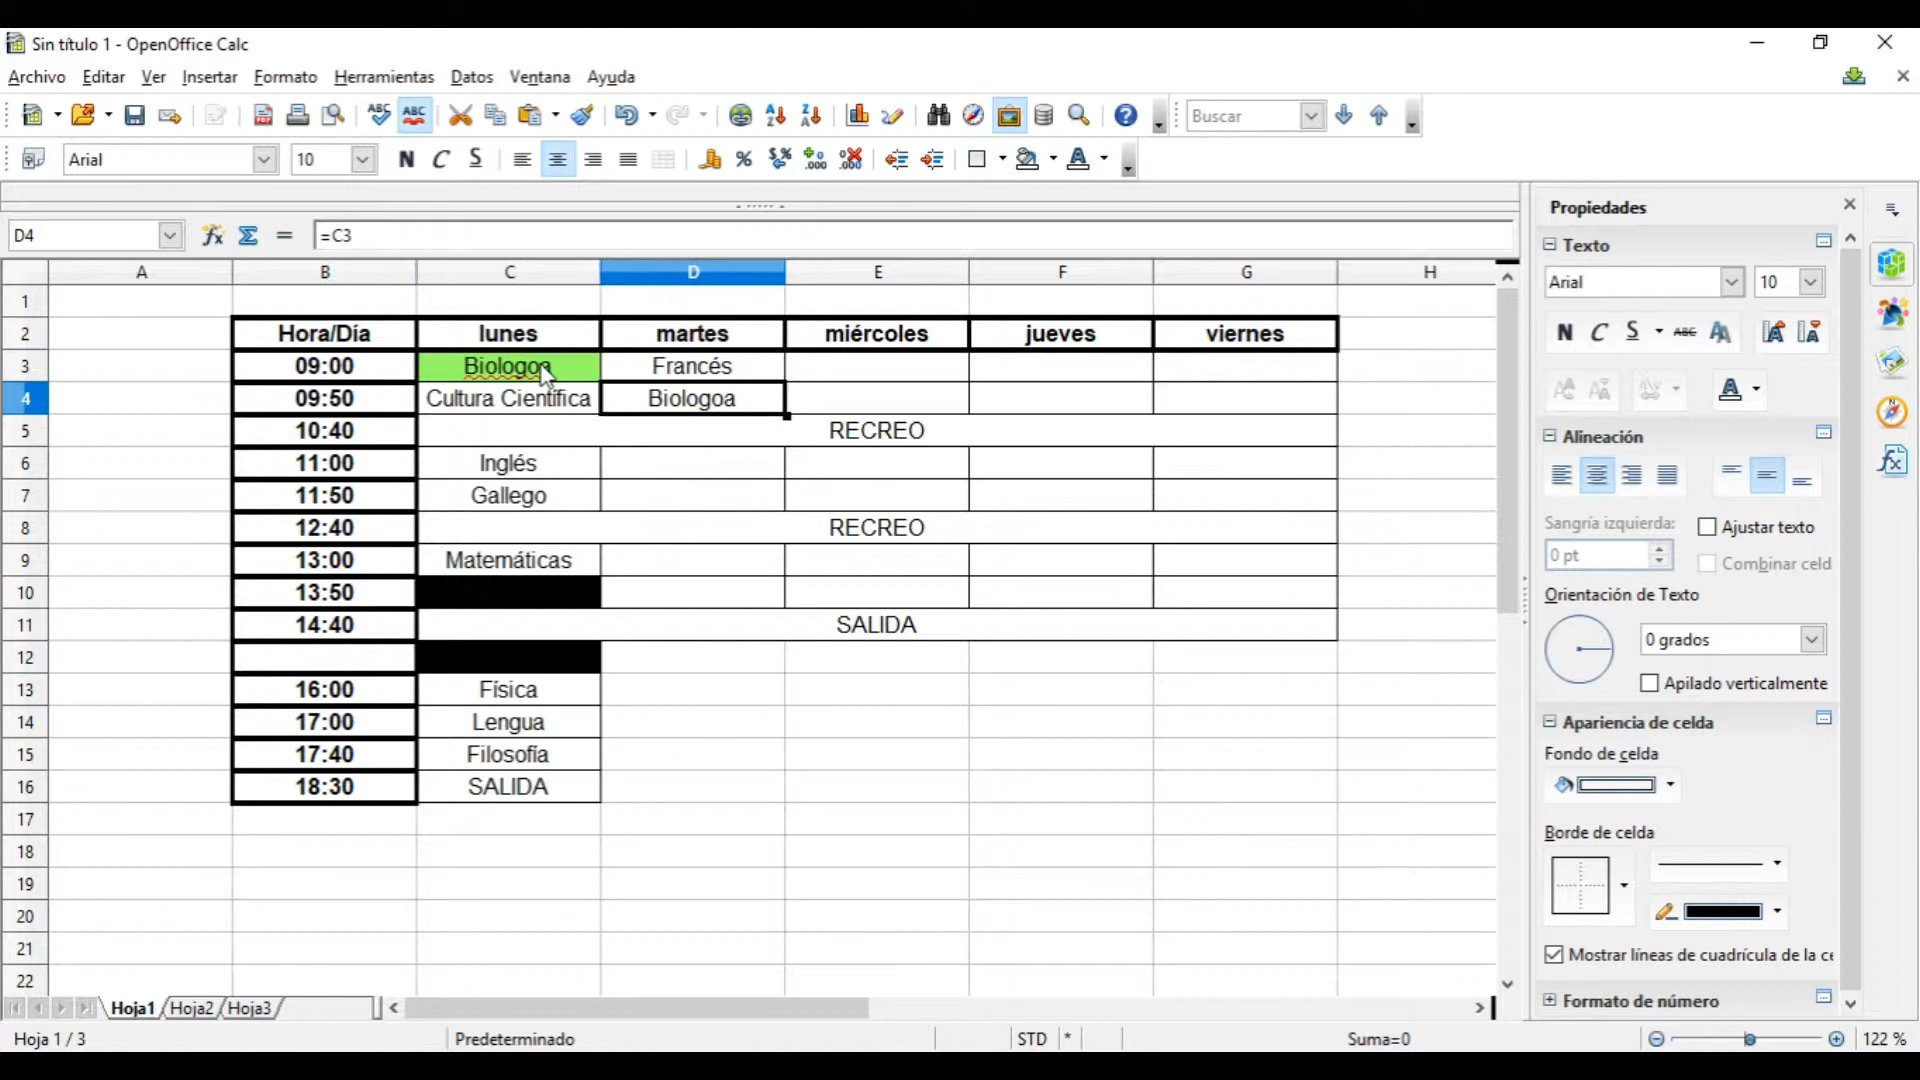 Sin título 1 - OpenOffice Calc
Archivo Editar Ver Insertar Formato Herramientas Datos Ventana Ayuda
Buscar
Arial 10 N C S
D4 =C3
A B C D E F G H
1
2 Hora/Día lunes martes miércoles jueves viernes
3 09:00 Biologoa Francés
4 09:50 Cultura Científica Biologoa
5 10:40 RECREO
6 11:00 Inglés
7 11:50 Gallego
8 12:40 RECREO
9 13:00 Matemáticas
10 13:50
11 14:40 SALIDA
12
13 16:00 Física
14 17:00 Lengua
15 17:40 Filosofía
16 18:30 SALIDA
17
18
19
20
21
22
Hoja1 Hoja2 Hoja3
Hoja 1 / 3 Predeterminado STD * Suma=0 122 %
Propiedades
Texto
Arial 10
N C S ABC
Alineación
Sangría izquierda: Ajustar texto
0 pt Combinar celd
Orientación de Texto
0 grados
Apilado verticalmente
Apariencia de celda
Fondo de celda
Borde de celda
Mostrar líneas de cuadrícula de la ce
Formato de número